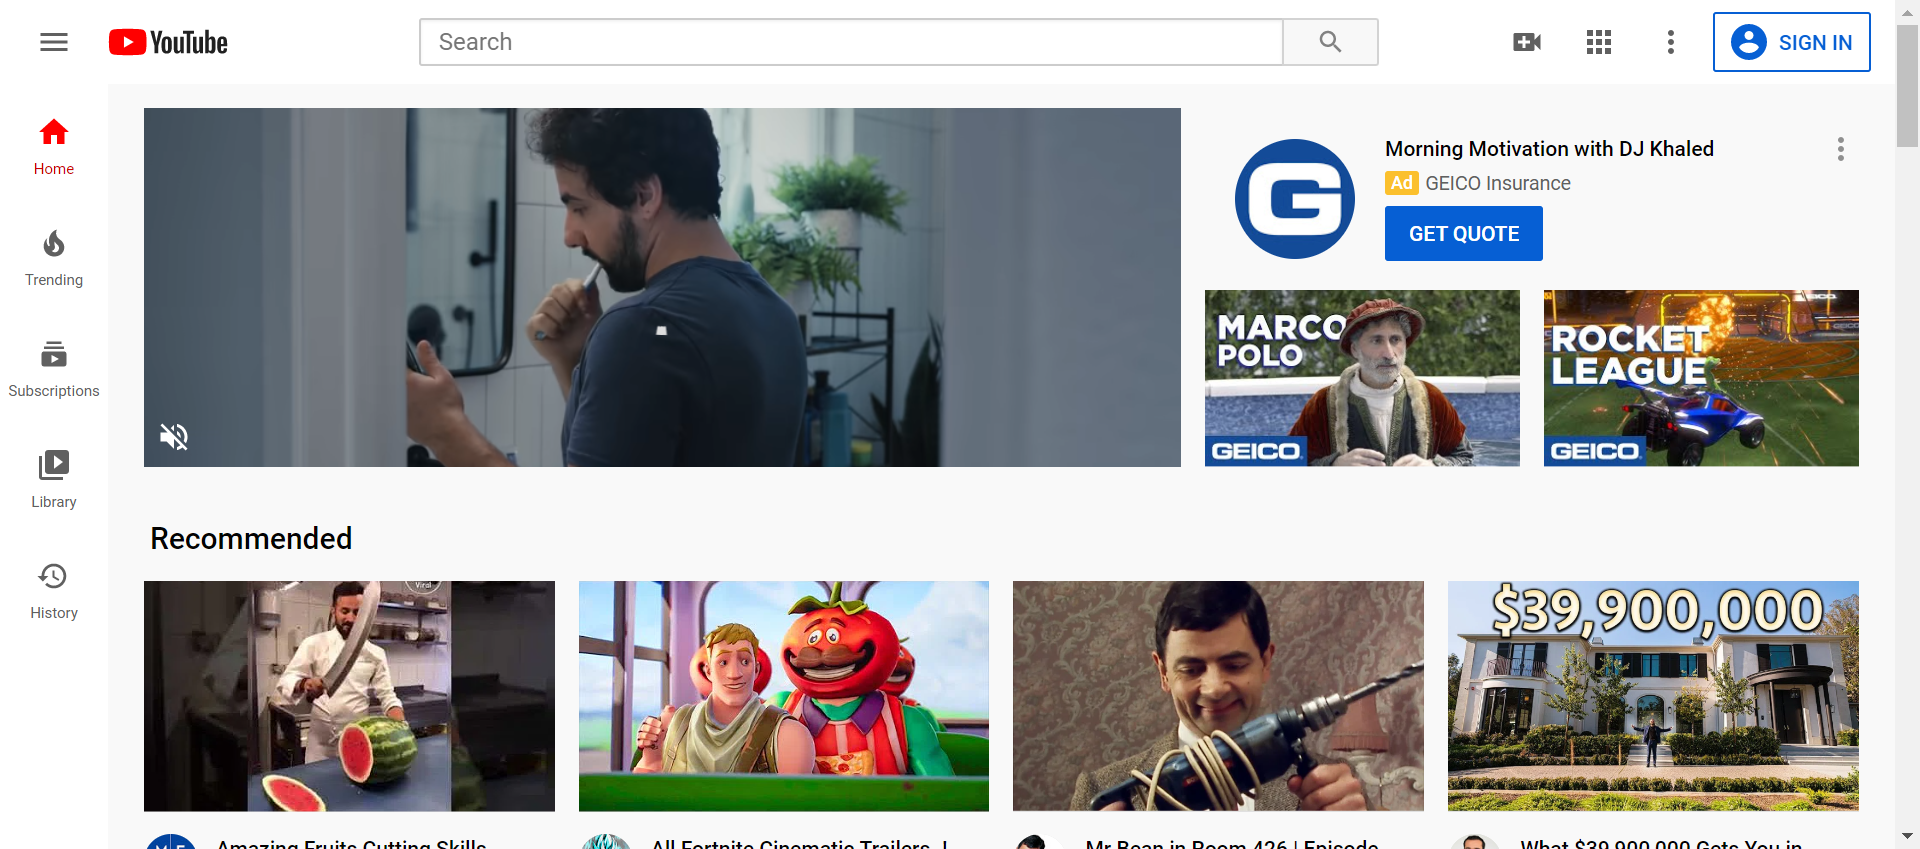 YouTube
Search
SIGN IN
Home
Trending
Subscriptions
Library
History
Morning Motivation with DJ Khaled
Ad GEICO Insurance
GET QUOTE
MARCO
POLO
GEICO
ROCKET
LEAGUE
GEICO
Recommended
Viral
$39,900,000
Amazing Fruits Cutting Skills
All Fortnite Cinematic Trailers
Mr Bean in Room 426 | Episode
What $39,900,000 Gets You in